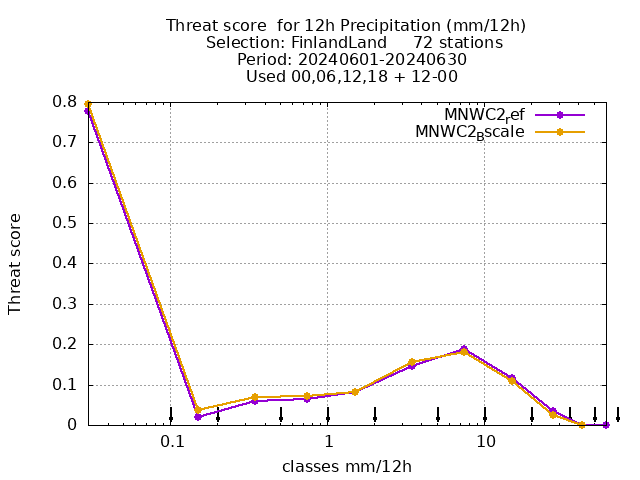 Threat score  for 12h Precipitation (mm/12h)
Selection: FinlandLand     72 stations
Period: 20240601-20240630
Used 00,06,12,18 + 12-00
MNWC2ref
MNWC2Bscale
0.8
0.7
0.6
0.5
0.4
0.3
0.2
0.1
0
Threat score
0.1
1
10
classes mm/12h